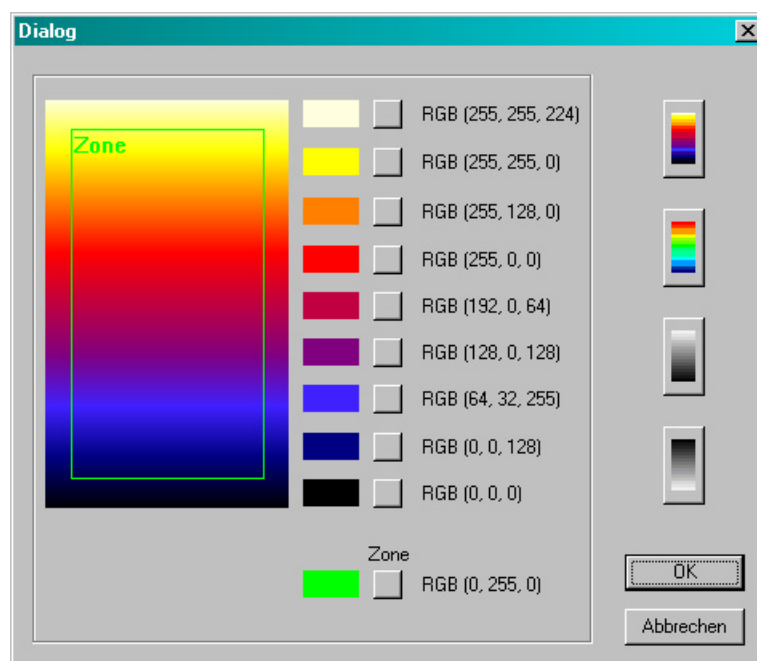 Dialog
Zone
RGB (255, 255, 224)
RGB (255, 255, 0)
RGB (255, 128, 0)
RGB (255, 0, 0)
RGB (192, 0, 64)
RGB (128, 0, 128)
RGB (64, 32, 255)
RGB (0, 0, 128)
RGB (0, 0, 0)
Zone
RGB (0, 255, 0)
OK
Abbrechen